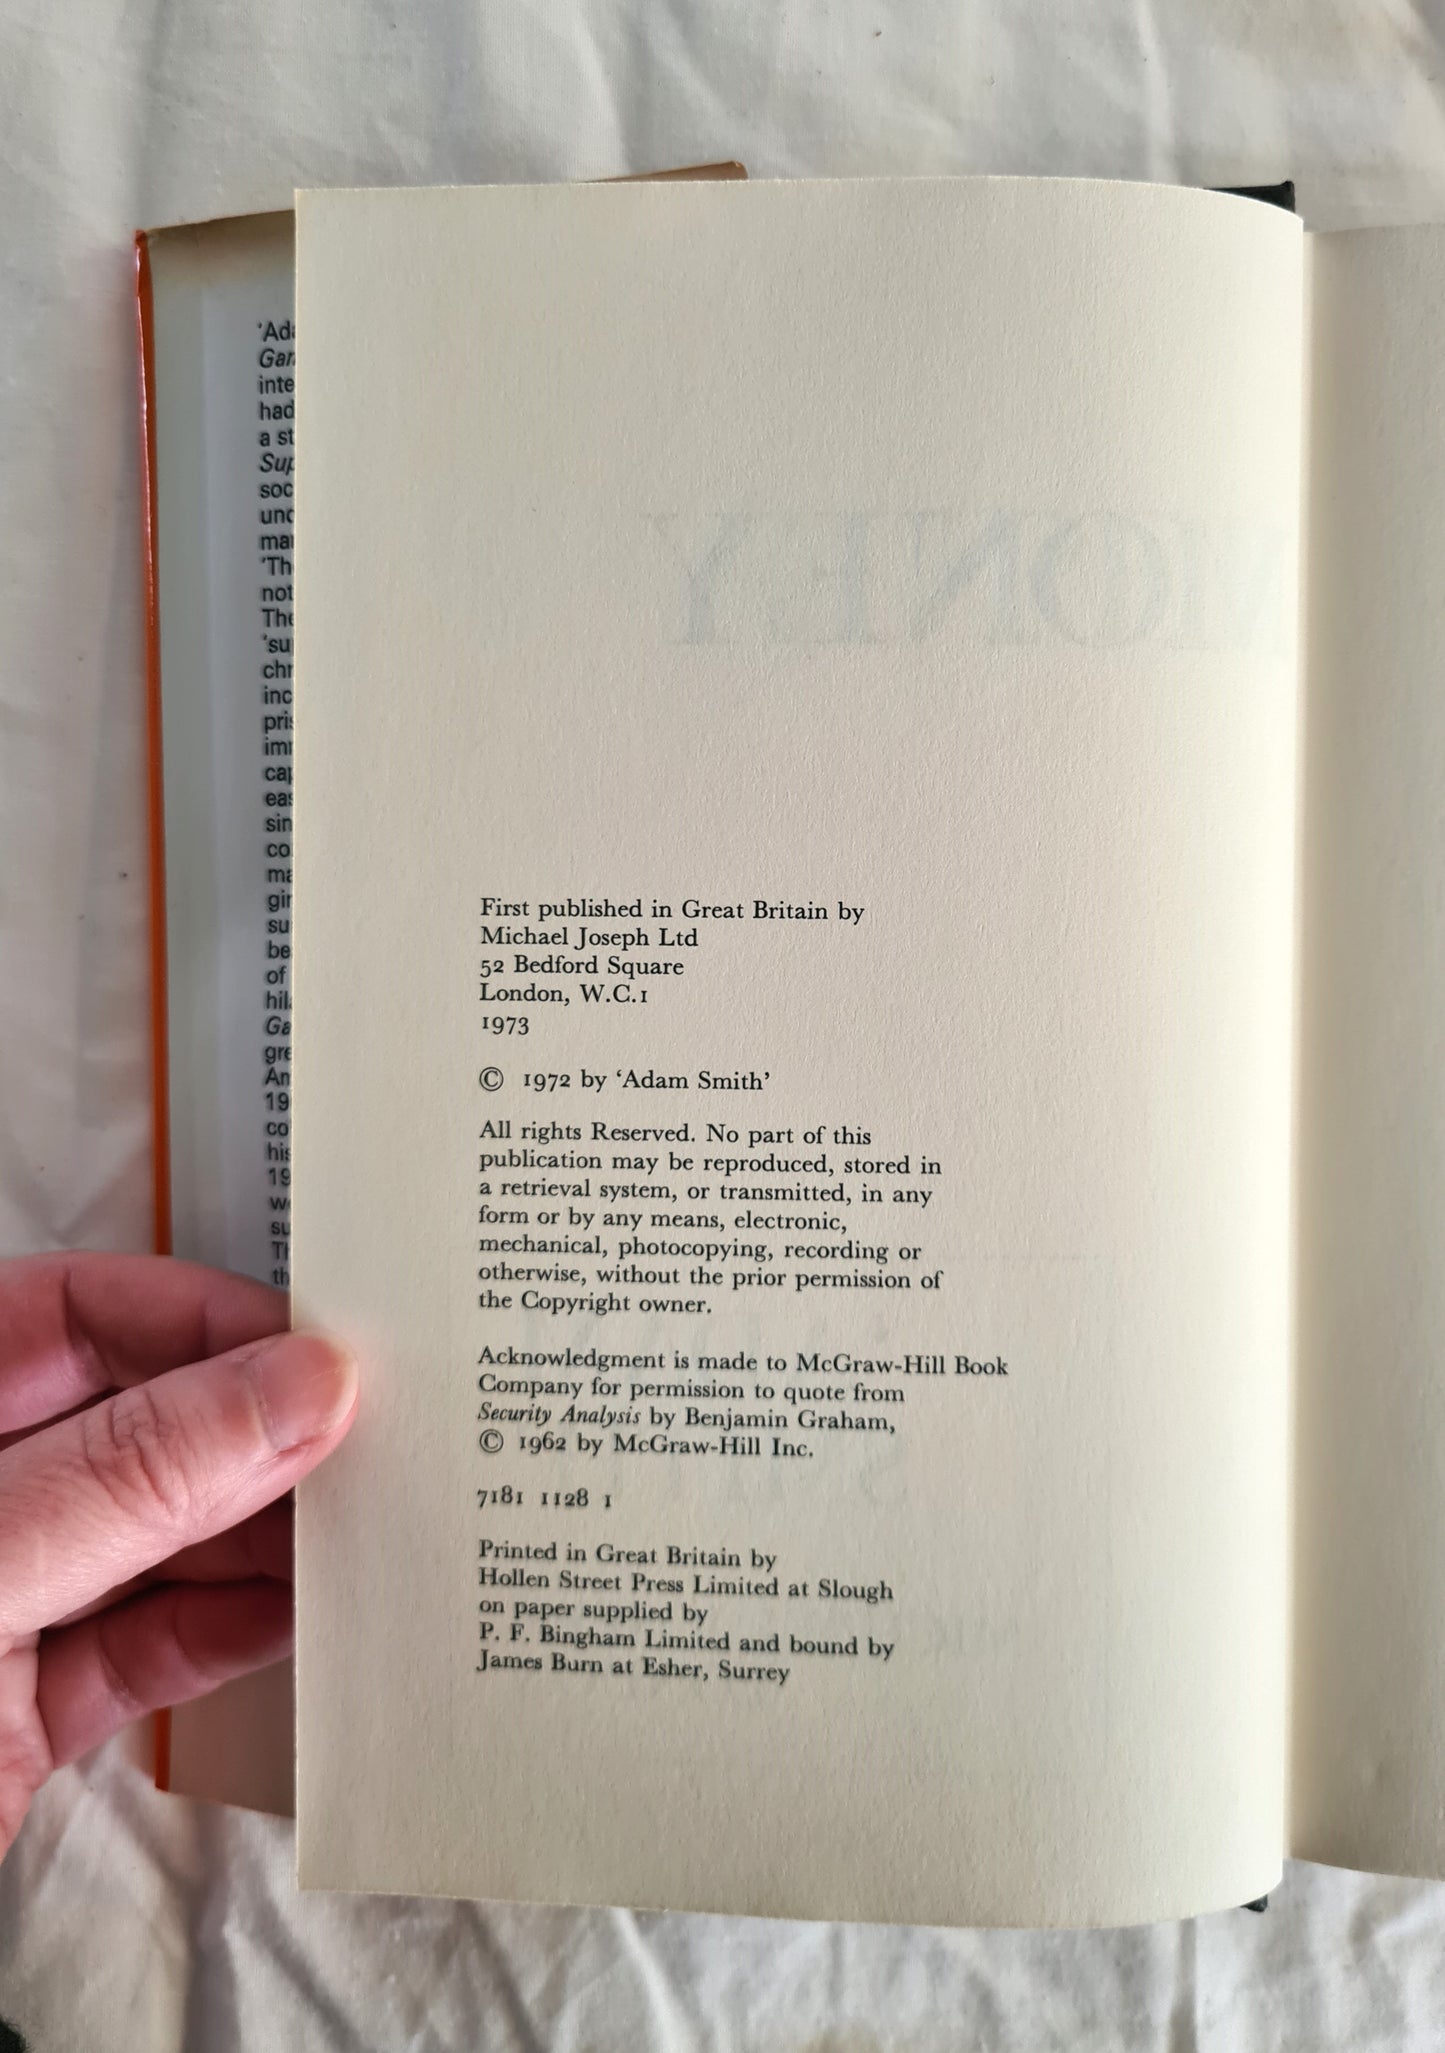 First published in Great Britain by
Michael Joseph Ltd
52 Bedford Square
London, W.C.1
1973
© 1972 by ‘Adam Smith’
All rights Reserved. No part of this
publication may be reproduced, stored in
a retrieval system, or transmitted, in any
form or by any means, electronic,
mechanical, photocopying, recording or
otherwise, without the prior permission of
the Copyright owner.
Acknowledgment is made to McGraw-Hill Book
Company for permission to quote from
Security Analysis by Benjamin Graham,
© 1962 by McGraw-Hill Inc.
7181 1128 1
Printed in Great Britain by
Hollen Street Press Limited at Slough
on paper supplied by
P. F. Bingham Limited and bound by
James Burn at Esher, Surrey